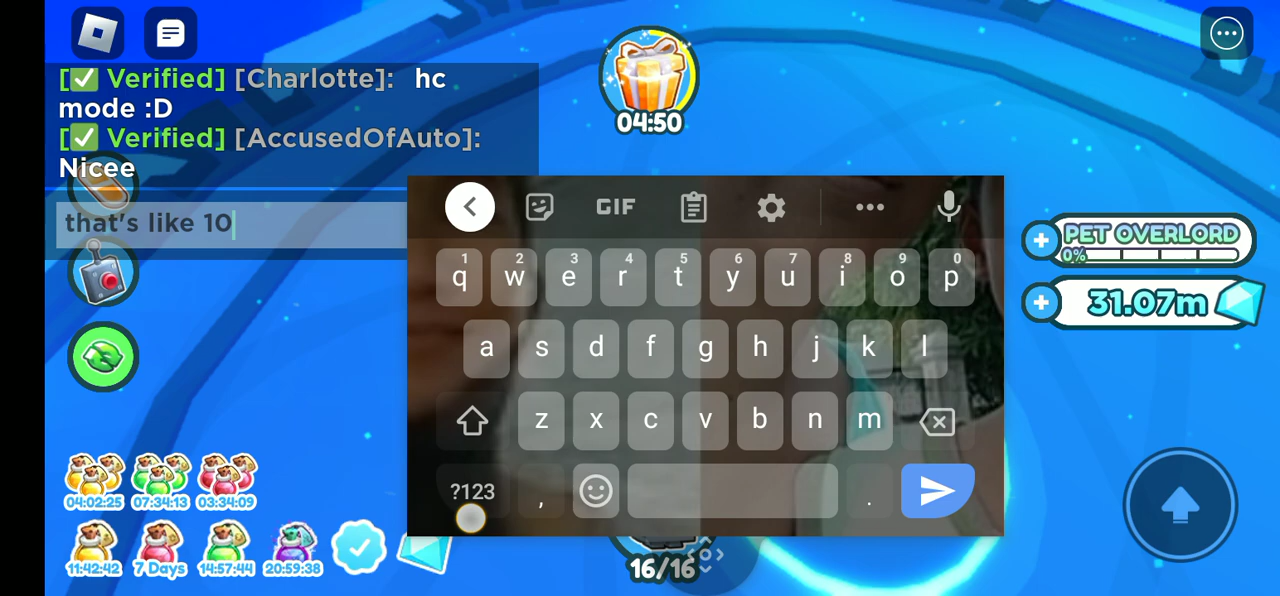 [✅ Verified] [Charlotte]: hc
mode :D
[✅ Verified] [AccusedOfAuto]:
Nicee
that's like 10
04:50
GIF
1 2 3 4 5 6 7 8 9 0
q w e r t y u i o p
a s d f g h j k l
z x c v b n m
?123 , .
PET OVERLORD
0%
31.07m
04:02:25 07:34:13 03:34:09
11:42:42 7 Days 14:57:44 20:59:38
16/16